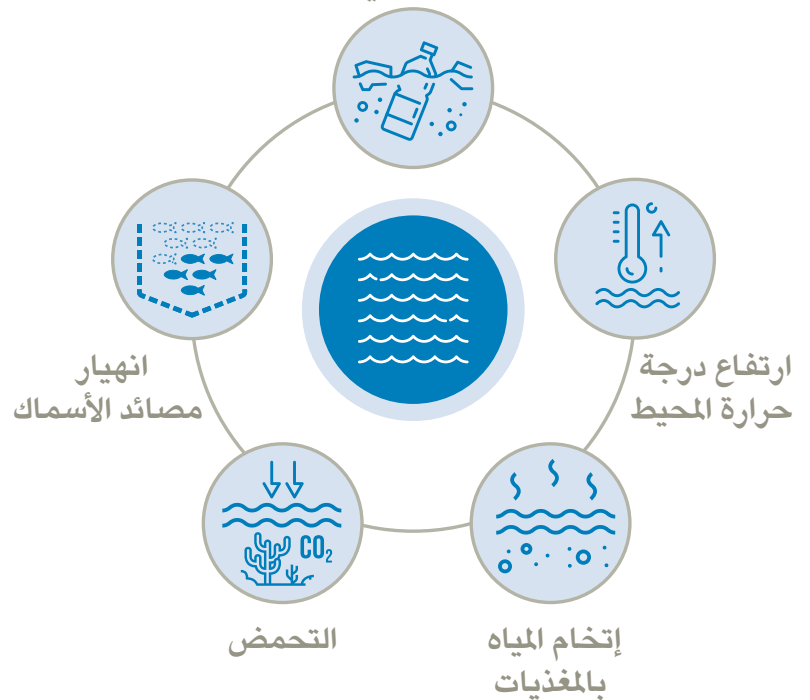 ارتفاع درجة
حرارة المحيط
انهيار
مصائد الأسماك
CO₂
إتخام المياه
بالمغذيات
التحمض